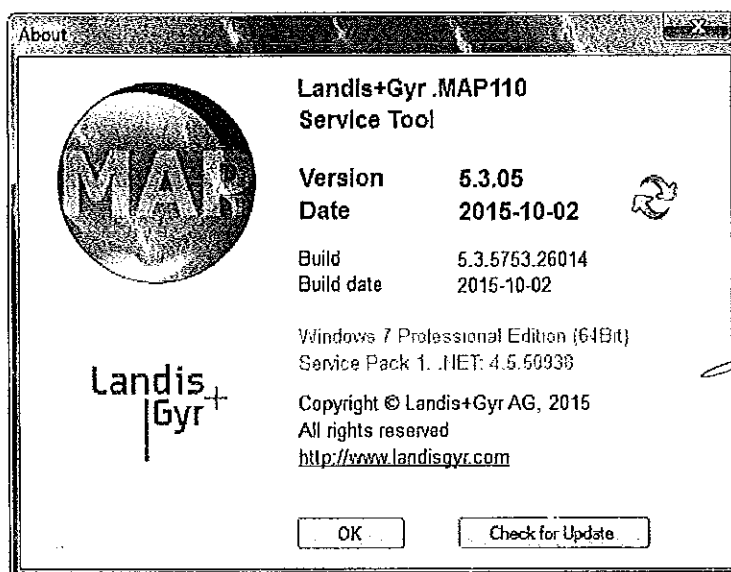 About
MAP
Landis+Gyr .MAP110
Service Tool
Version 5.3.05
Date 2015-10-02
Build 5.3.5753.26014
Build date 2015-10-02
Windows 7 Professional Edition (64Bit)
Service Pack 1. .NET: 4.5.50938
Landis+
Gyr
Copyright © Landis+Gyr AG, 2015
All rights reserved
http://www.landisgyr.com
OK
Check for Update